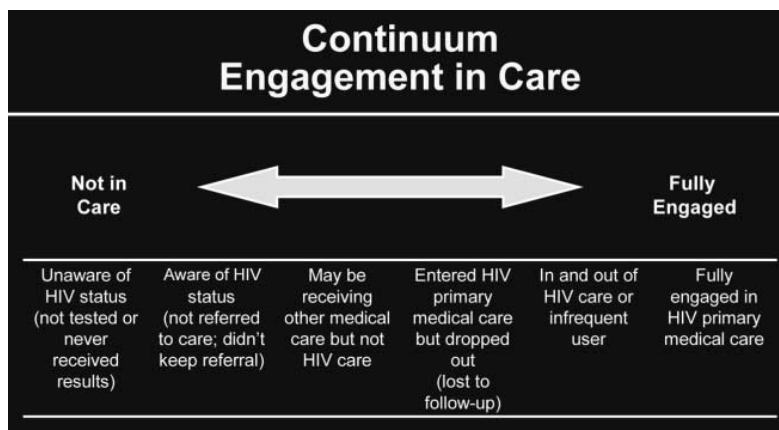 Continuum
Engagement in Care
Not in
Care
Fully
Engaged
Unaware of
HIV status
(not tested or
never
received
results)
Aware of HIV
status
(not referred
to care; didn't
keep referral)
May be
receiving
other medical
care but not
HIV care
Entered HIV
primary
medical care
but dropped
out
(lost to
follow-up)
In and out of
HIV care or
infrequent
user
Fully
engaged in
HIV primary
medical care